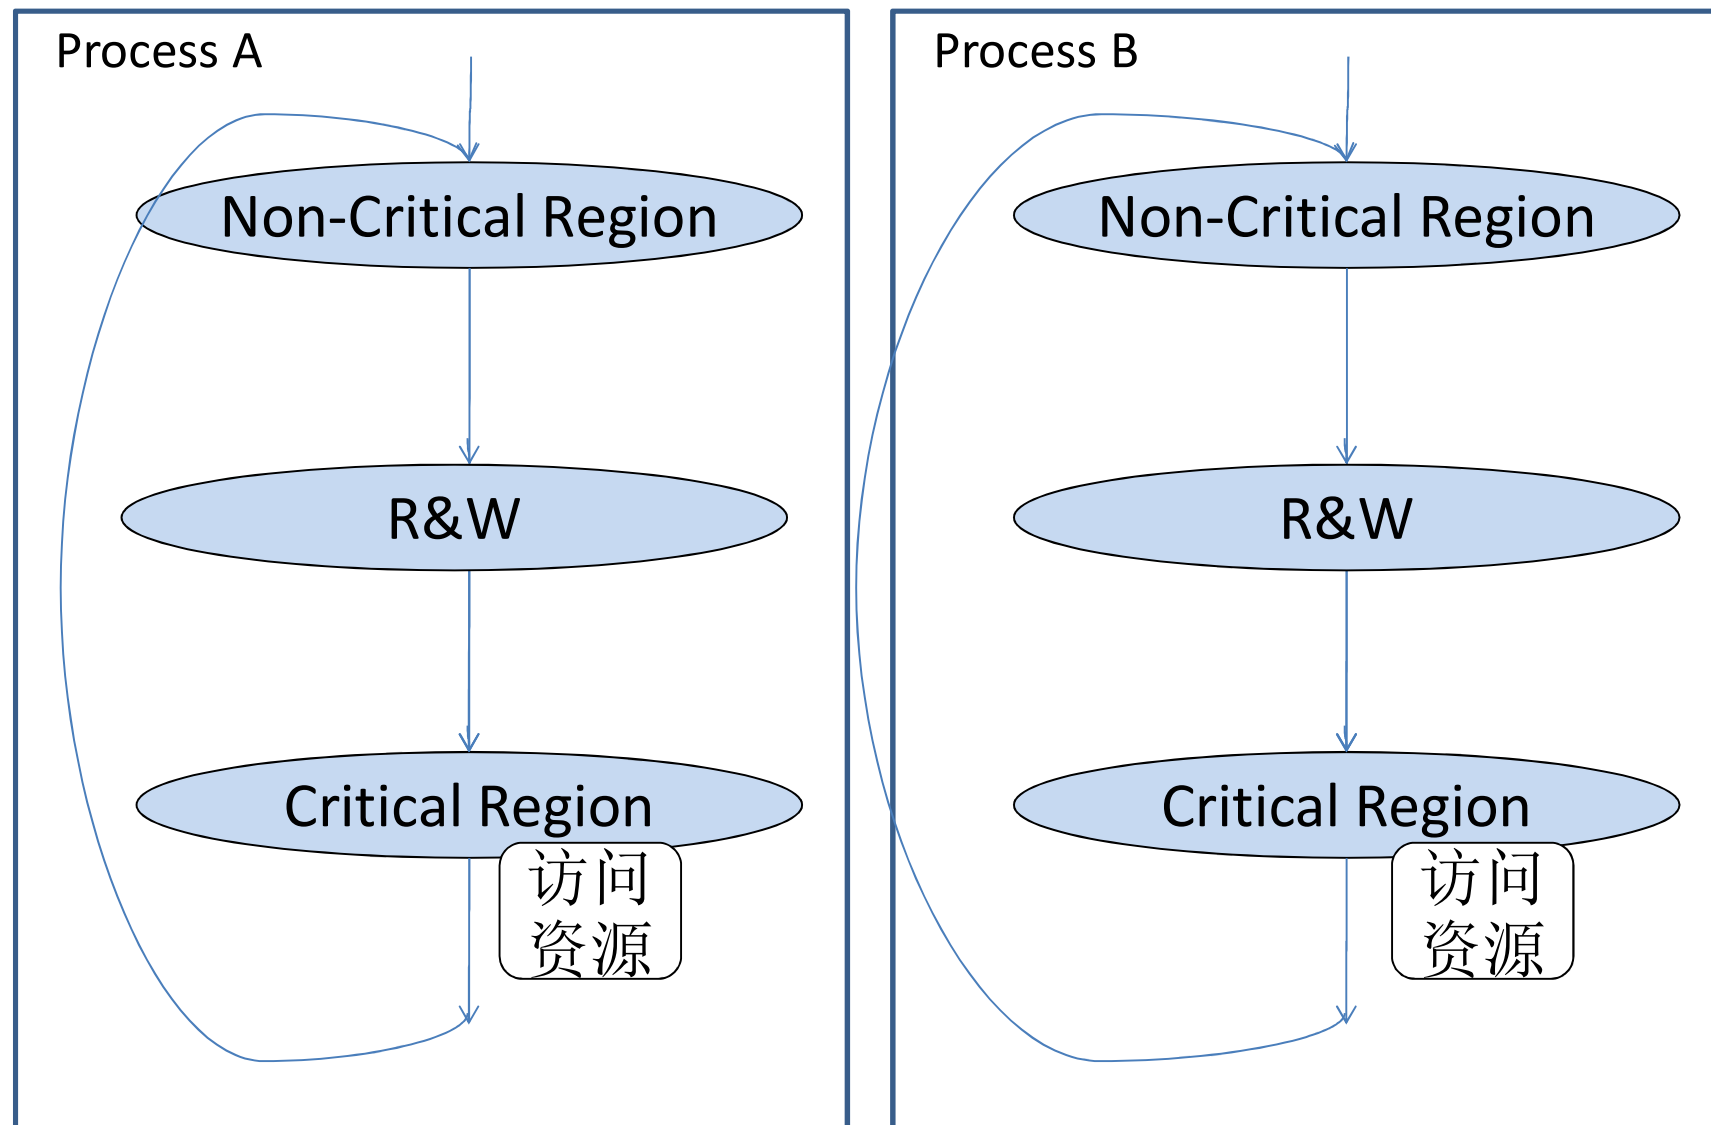 Process A
Non-Critical Region
R&W
Critical Region
访问
资源
Process B
Non-Critical Region
R&W
Critical Region
访问
资源